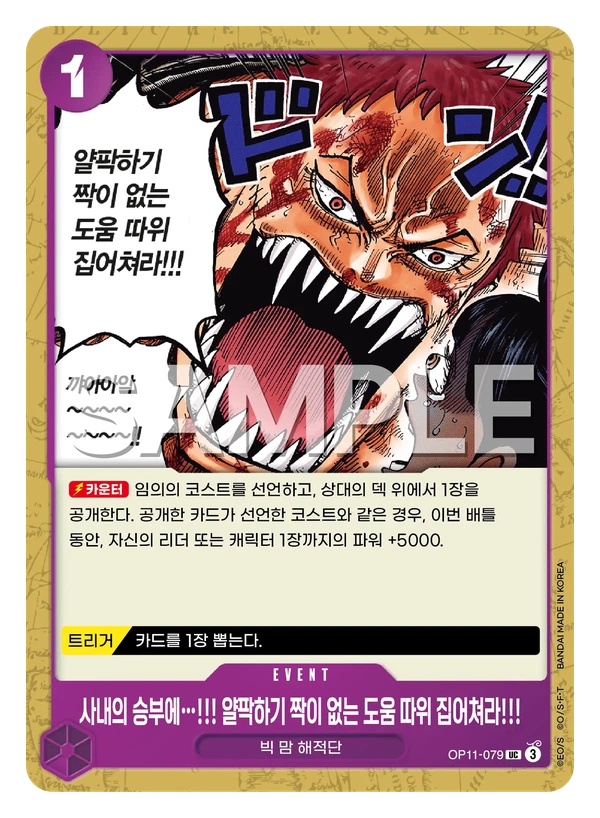 1
얄팍하기
짝이 없는
도움 따위
집어쳐라!!!
ドーン!!
꺄아아악
SAMPLE
카운터 임의의 코스트를 선언하고, 상대의 덱 위에서 1장을
공개한다. 공개한 카드가 선언한 코스트와 같은 경우, 이번 배틀
동안, 자신의 리더 또는 캐릭터 1장까지의 파워 +5000.
트리거 카드를 1장 뽑는다.
EVENT
사내의 승부에…!!! 얄팍하기 짝이 없는 도움 따위 집어쳐라!!!
빅 맘 해적단
OP11-079 UC 3
©EO/S ©O/S·F·T BANDAI MADE IN KOREA